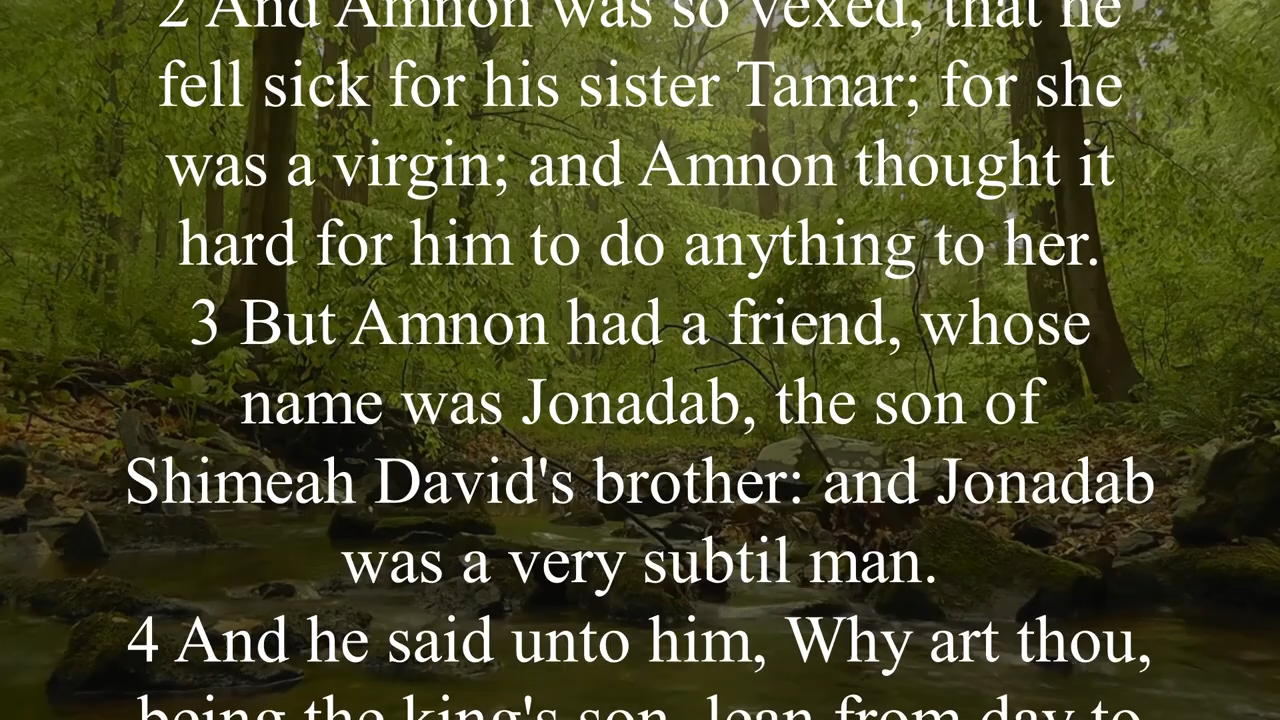 2 And Amnon was so vexed, that he
fell sick for his sister Tamar; for she
was a virgin; and Amnon thought it
hard for him to do anything to her.
3 But Amnon had a friend, whose
name was Jonadab, the son of
Shimeah David's brother: and Jonadab
was a very subtil man.
4 And he said unto him, Why art thou,
being the king's son, lean from day to